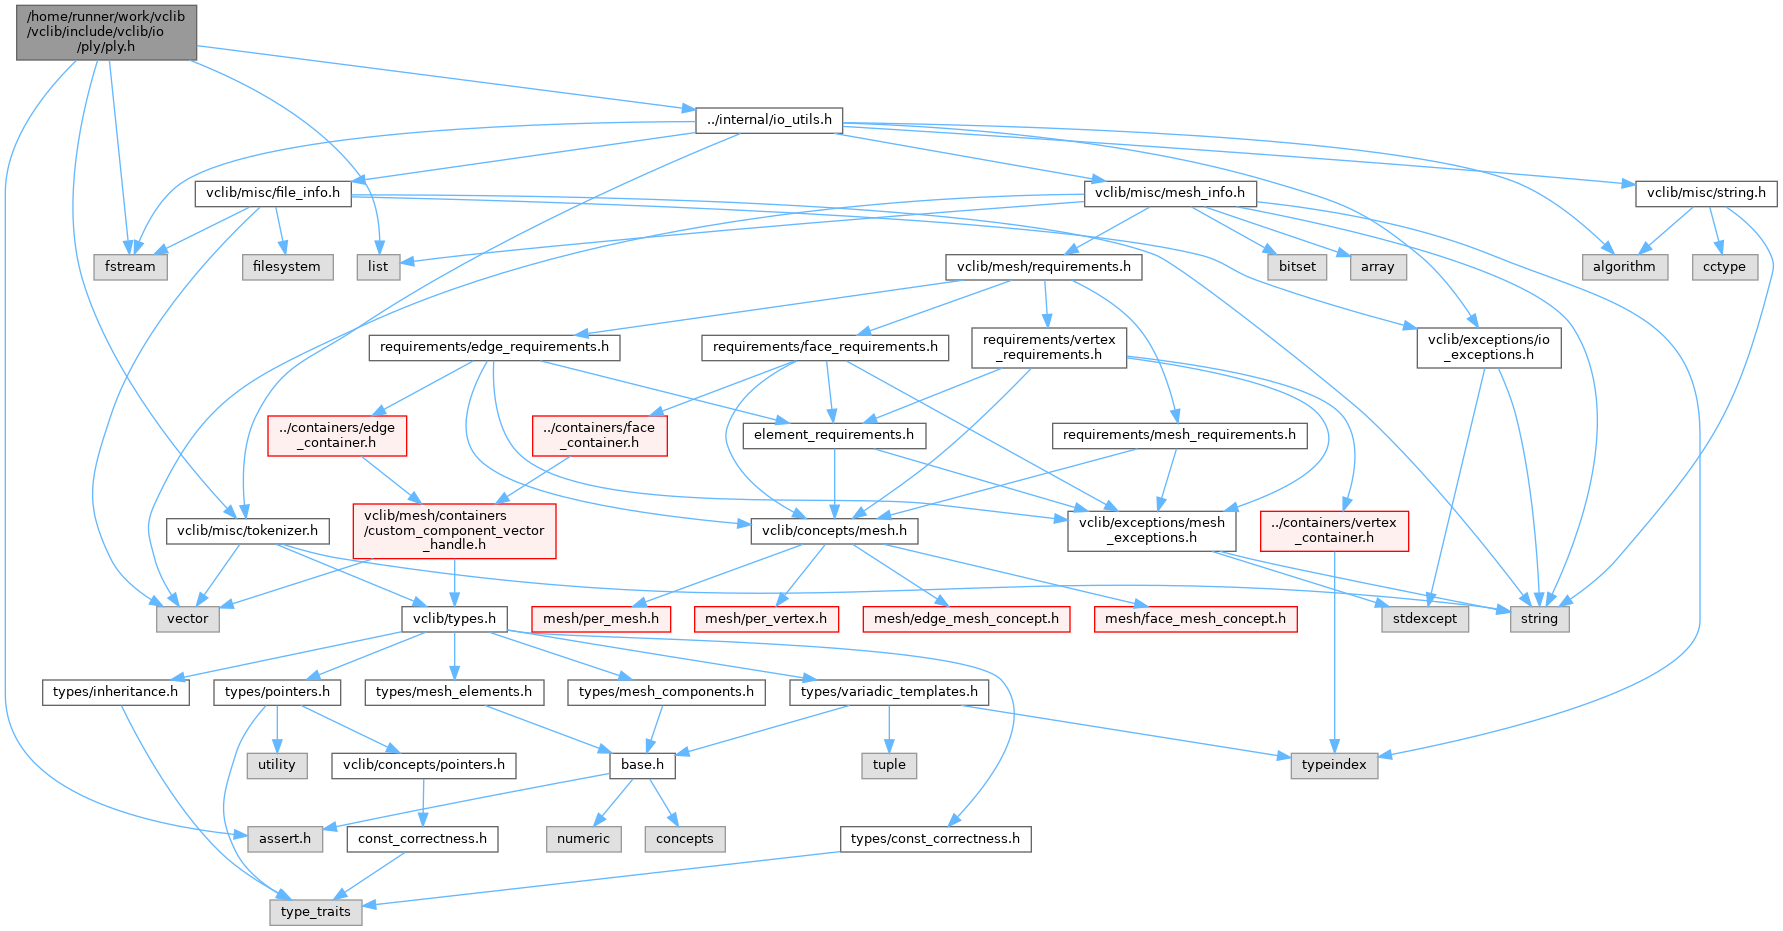 /home/runner/work/vclib
/vclib/include/vclib/io
/ply/ply.h
../internal/io_utils.h
vclib/misc/file_info.h
vclib/misc/mesh_info.h
vclib/misc/string.h
fstream
filesystem
list
vclib/mesh/requirements.h
bitset
array
algorithm
cctype
requirements/edge_requirements.h
requirements/face_requirements.h
requirements/vertex
_requirements.h
vclib/exceptions/io
_exceptions.h
../containers/edge
_container.h
../containers/face
_container.h
element_requirements.h
requirements/mesh_requirements.h
vclib/misc/tokenizer.h
vclib/mesh/containers
/custom_component_vector
_handle.h
vclib/concepts/mesh.h
vclib/exceptions/mesh
_exceptions.h
../containers/vertex
_container.h
vector
vclib/types.h
mesh/per_mesh.h
mesh/per_vertex.h
mesh/edge_mesh_concept.h
mesh/face_mesh_concept.h
stdexcept
string
types/inheritance.h
types/pointers.h
types/mesh_elements.h
types/mesh_components.h
types/variadic_templates.h
utility
vclib/concepts/pointers.h
base.h
tuple
typeindex
assert.h
const_correctness.h
numeric
concepts
types/const_correctness.h
type_traits